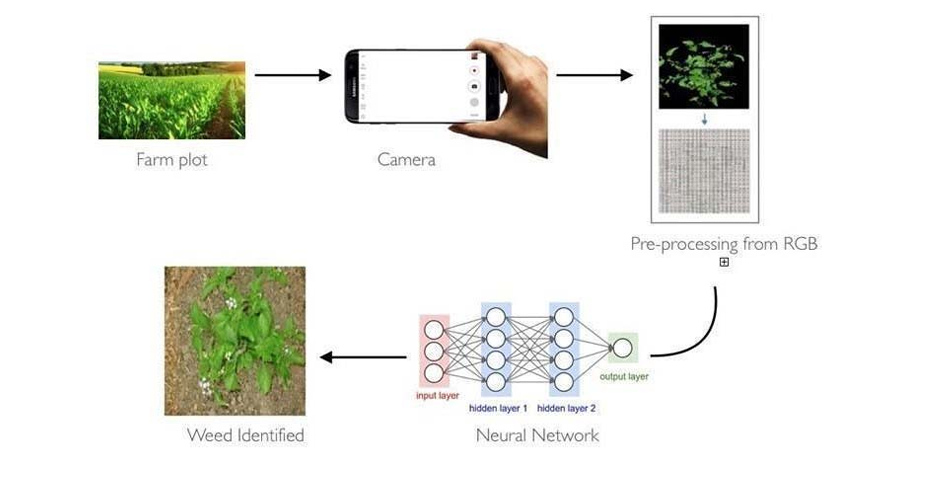 Farm plot
SAMSUNG
Camera
Pre-processing from RGB
input layer
hidden layer 1
hidden layer 2
output layer
Neural Network
Weed Identified